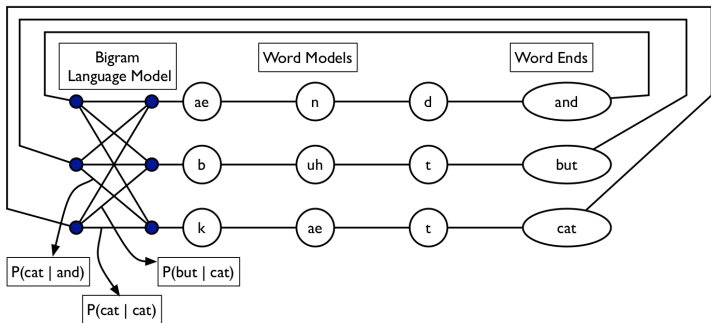 Bigram
Language Model
Word Models
Word Ends
ae
n
d
and
b
uh
t
but
k
ae
t
cat
P(cat | and)
P(but | cat)
P(cat | cat)